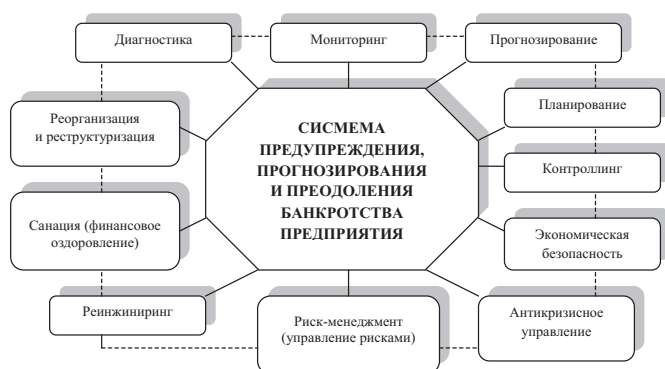 Диагностика
Мониторинг
Прогнозирование
Реорганизация
и реструктуризация
Планирование
СИСМЕМА
ПРЕДУПРЕЖДЕНИЯ,
ПРОГНОЗИРОВАНИЯ
И ПРЕОДОЛЕНИЯ
БАНКРОТСТВА
ПРЕДПРИЯТИЯ
Контроллинг
Санация (финансовое
оздоровление)
Экономическая
безопасность
Реинжиниринг
Риск-менеджмент
(управление рисками)
Антикризисное
управление